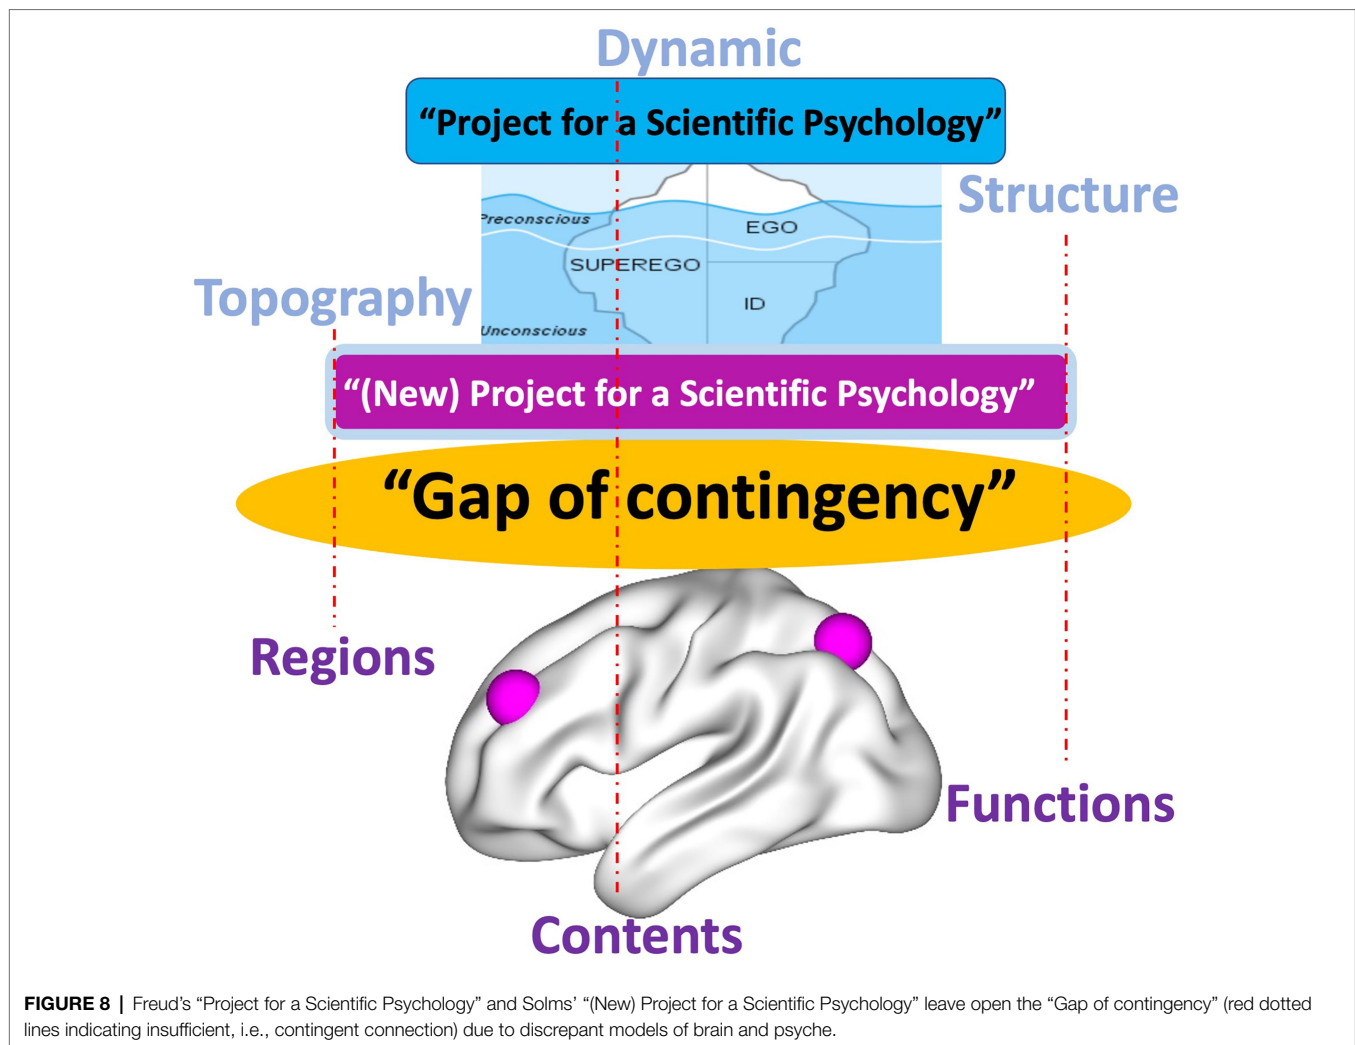 Dynamic
“Project for a Scientific Psychology”
Structure
Preconscious
EGO
SUPEREGO
Topography
ID
Unconscious
“(New) Project for a Scientific Psychology”
“Gap of contingency”
Regions
Functions
Contents
FIGURE 8 | Freud’s “Project for a Scientific Psychology” and Solms’ “(New) Project for a Scientific Psychology” leave open the “Gap of contingency” (red dotted
lines indicating insufficient, i.e., contingent connection) due to discrepant models of brain and psyche.